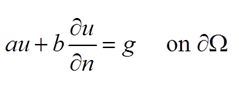 au + b ∂u/∂n = g on ∂Ω